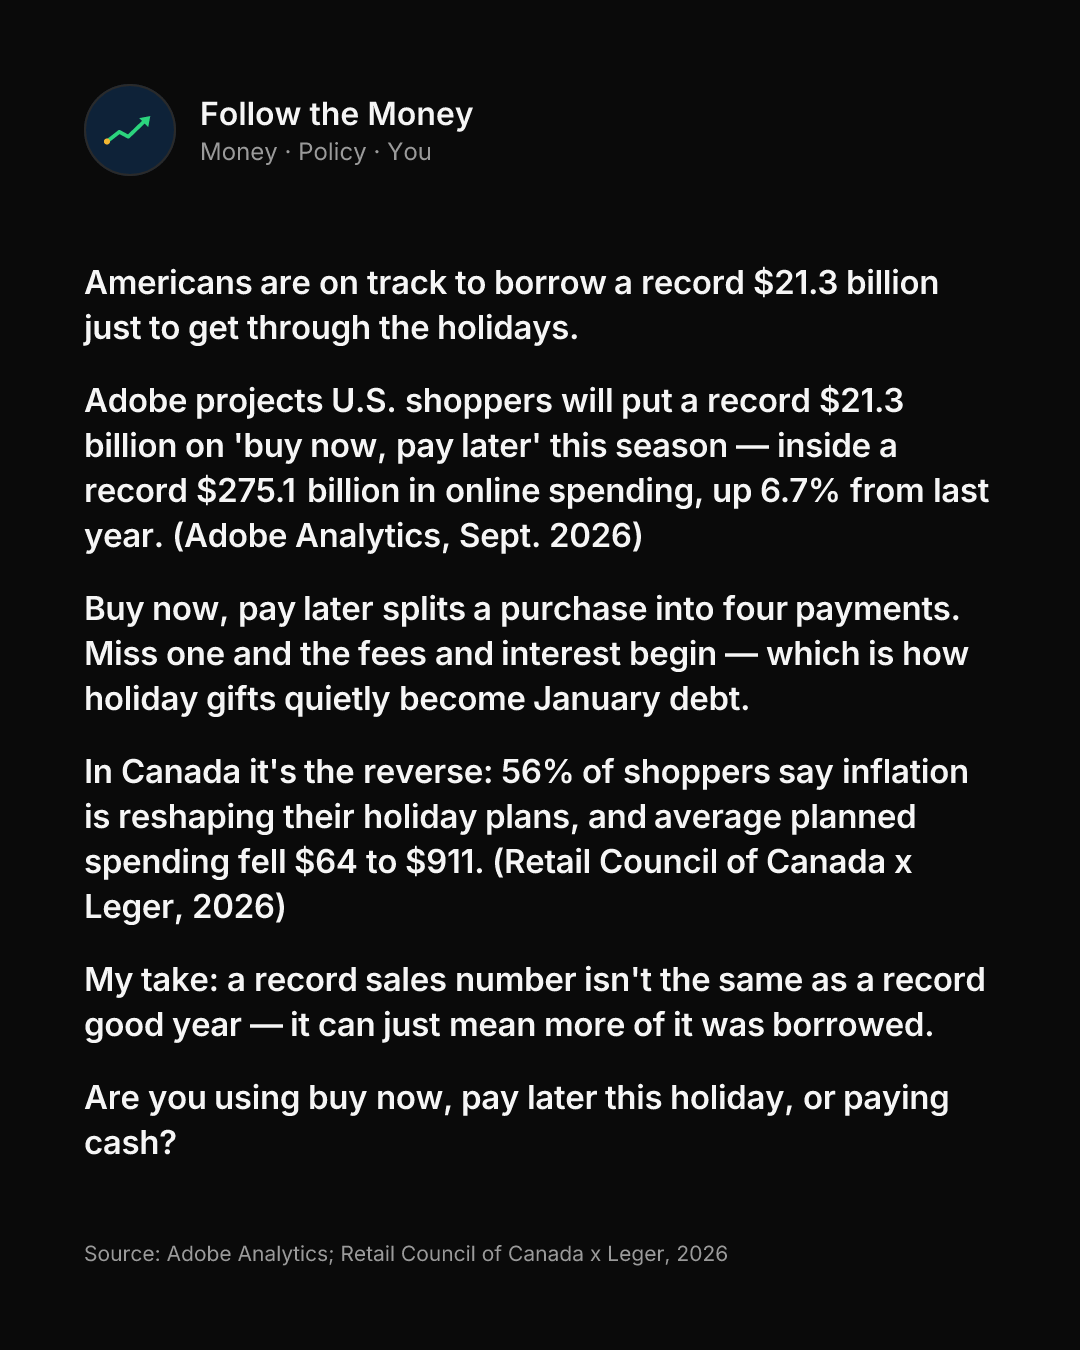 Follow the Money
Money · Policy · You
Americans are on track to borrow a record $21.3 billion
just to get through the holidays.
Adobe projects U.S. shoppers will put a record $21.3
billion on 'buy now, pay later' this season — inside a
record $275.1 billion in online spending, up 6.7% from last
year. (Adobe Analytics, Sept. 2026)
Buy now, pay later splits a purchase into four payments.
Miss one and the fees and interest begin — which is how
holiday gifts quietly become January debt.
In Canada it's the reverse: 56% of shoppers say inflation
is reshaping their holiday plans, and average planned
spending fell $64 to $911. (Retail Council of Canada x
Leger, 2026)
My take: a record sales number isn't the same as a record
good year — it can just mean more of it was borrowed.
Are you using buy now, pay later this holiday, or paying
cash?
Source: Adobe Analytics; Retail Council of Canada x Leger, 2026